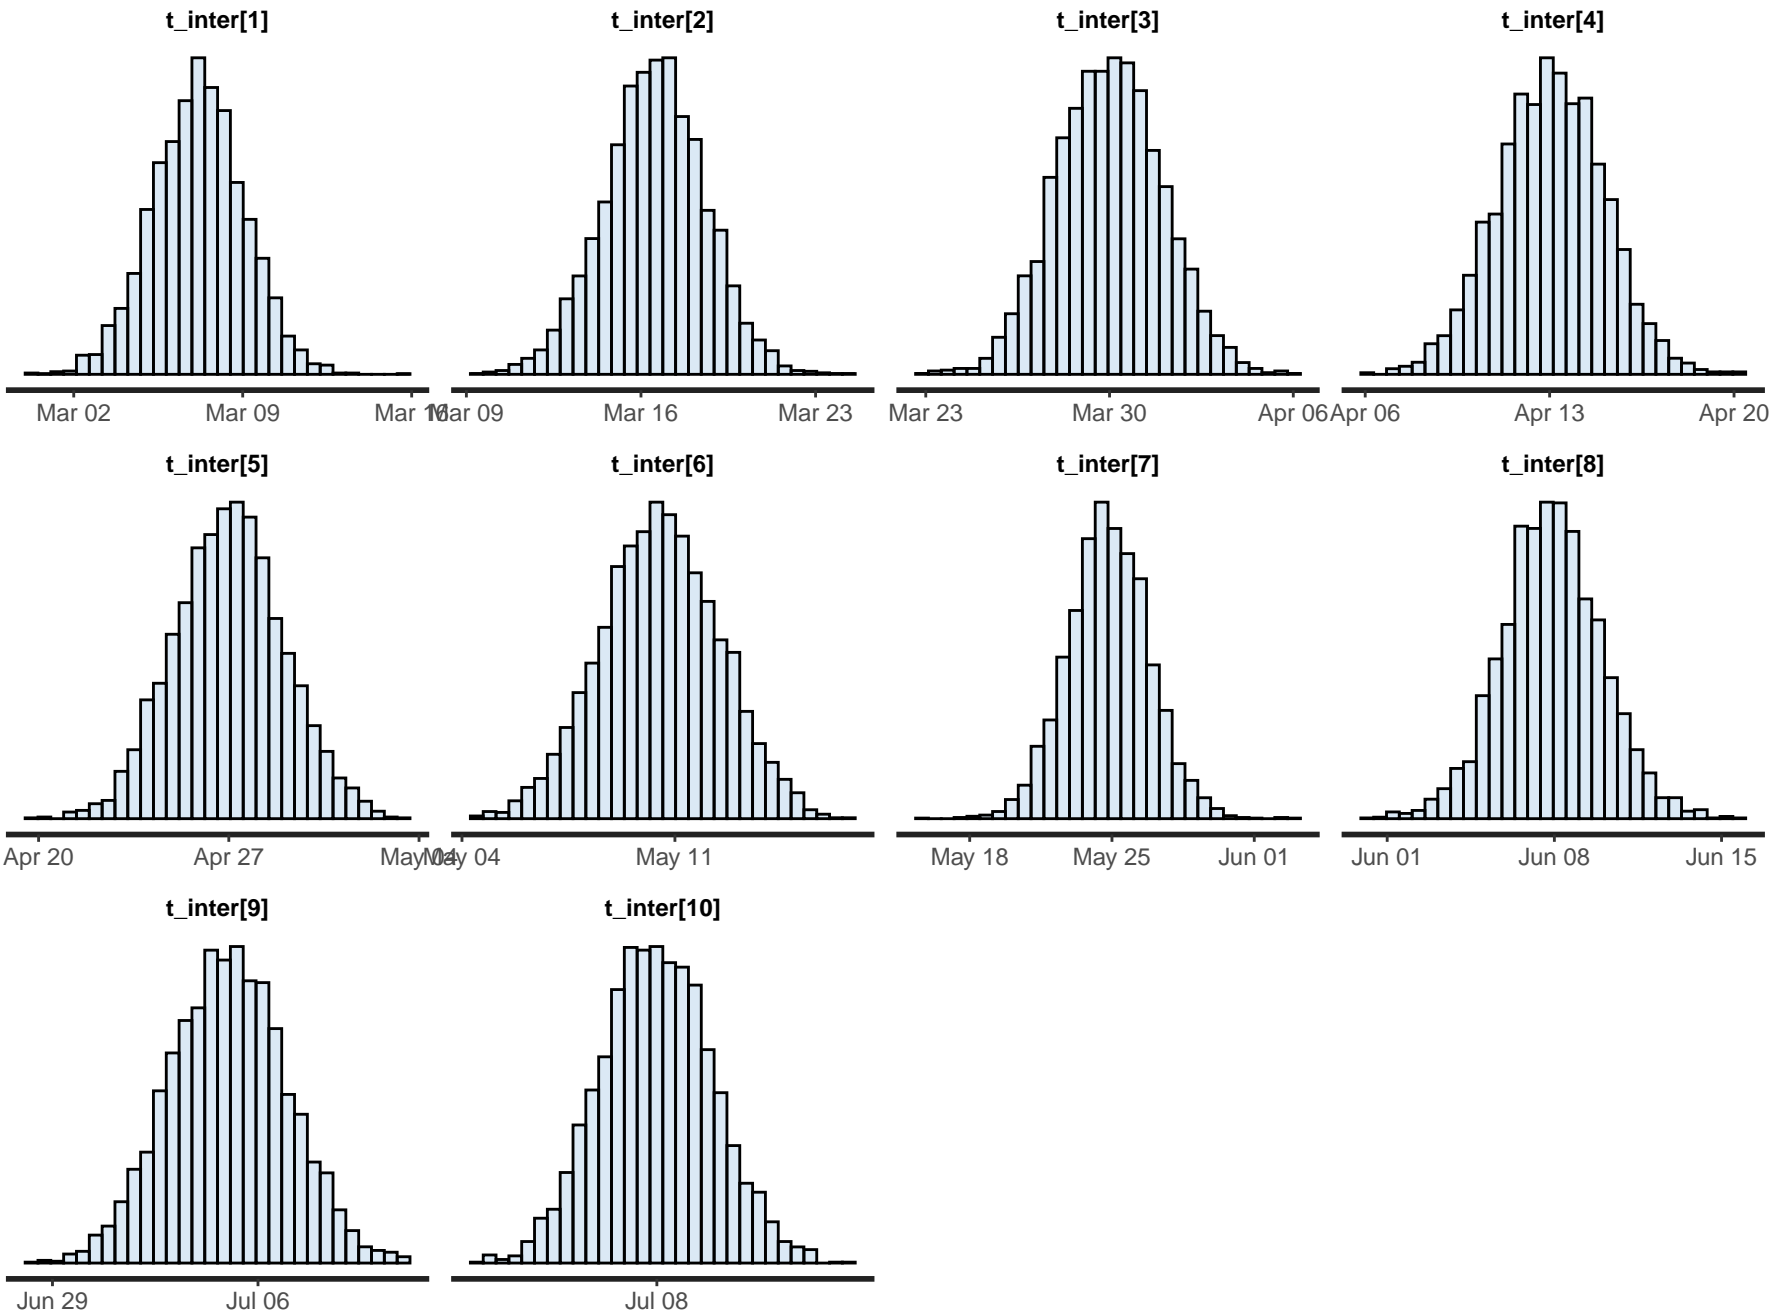 t_inter[1] t_inter[2] t_inter[3] t_inter[4]
Mar 02 Mar 09 Mar 16 Mar 09 Mar 16 Mar 23 Mar 23 Mar 30 Apr 06 Apr 06 Apr 13 Apr 20
t_inter[5] t_inter[6] t_inter[7] t_inter[8]
Apr 20 Apr 27 May 04 May 04 May 11 May 18 May 25 Jun 01 Jun 01 Jun 08 Jun 15
t_inter[9] t_inter[10]
Jun 29 Jul 06 Jul 08